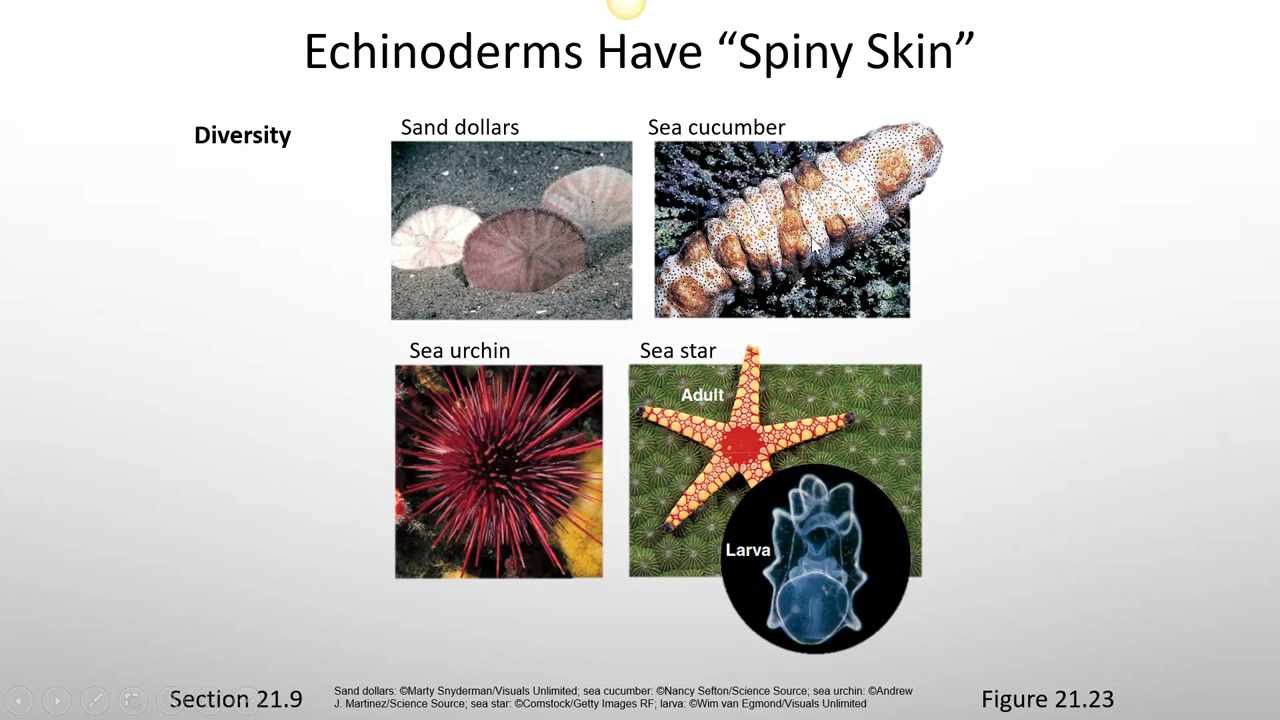 Echinoderms Have “Spiny Skin”
Diversity
Sand dollars
Sea cucumber
Sea urchin
Sea star
Adult
Larva
Section 21.9
Sand dollars: ©Marty Snyderman/Visuals Unlimited; sea cucumber: ©Nancy Sefton/Science Source; sea urchin: ©Andrew
J. Martinez/Science Source; sea star: ©Comstock/Getty Images RF; larva: ©Wim van Egmond/Visuals Unlimited
Figure 21.23